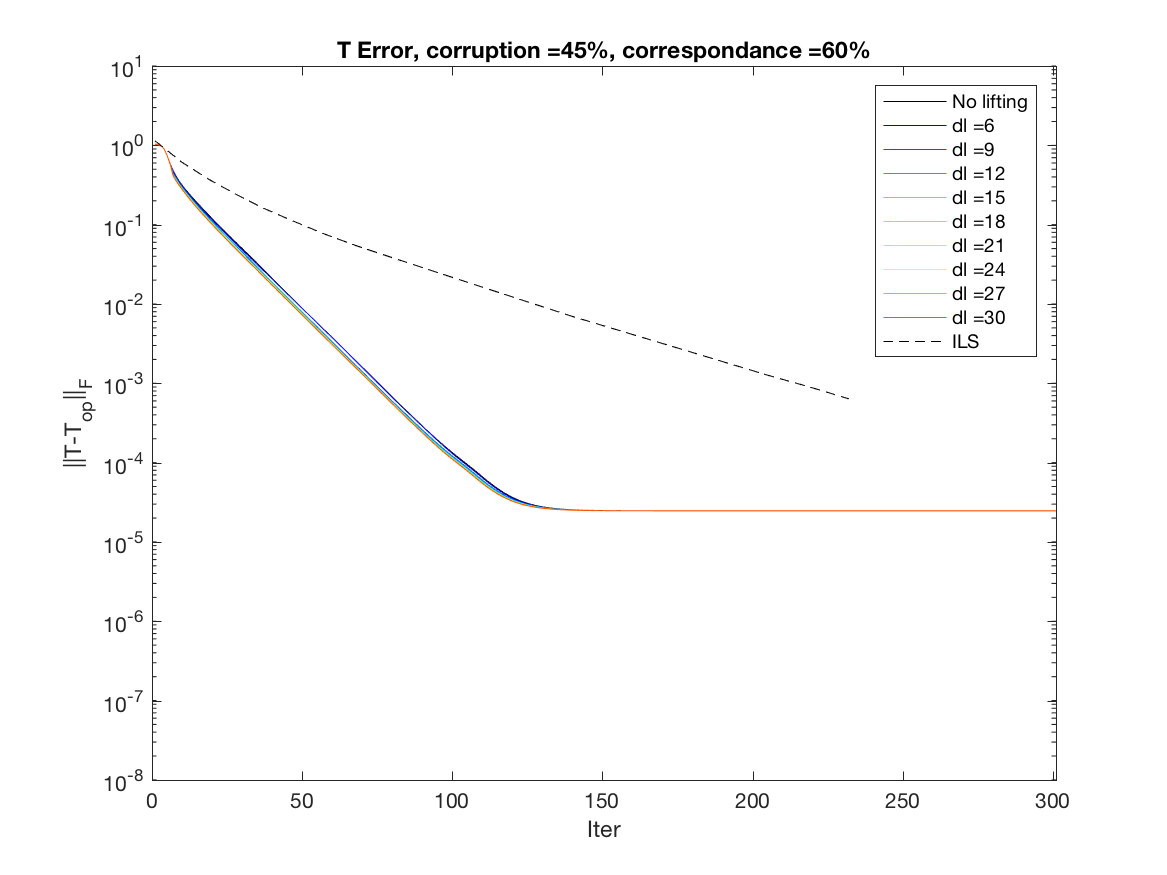 T Error, corruption =45%, correspondance =60%
10^1
10^0
10^-1
10^-2
10^-3
10^-4
10^-5
10^-6
10^-7
10^-8
||T-T_op||_F
No lifting
dl =6
dl =9
dl =12
dl =15
dl =18
dl =21
dl =24
dl =27
dl =30
ILS
0 50 100 150 200 250 300
Iter